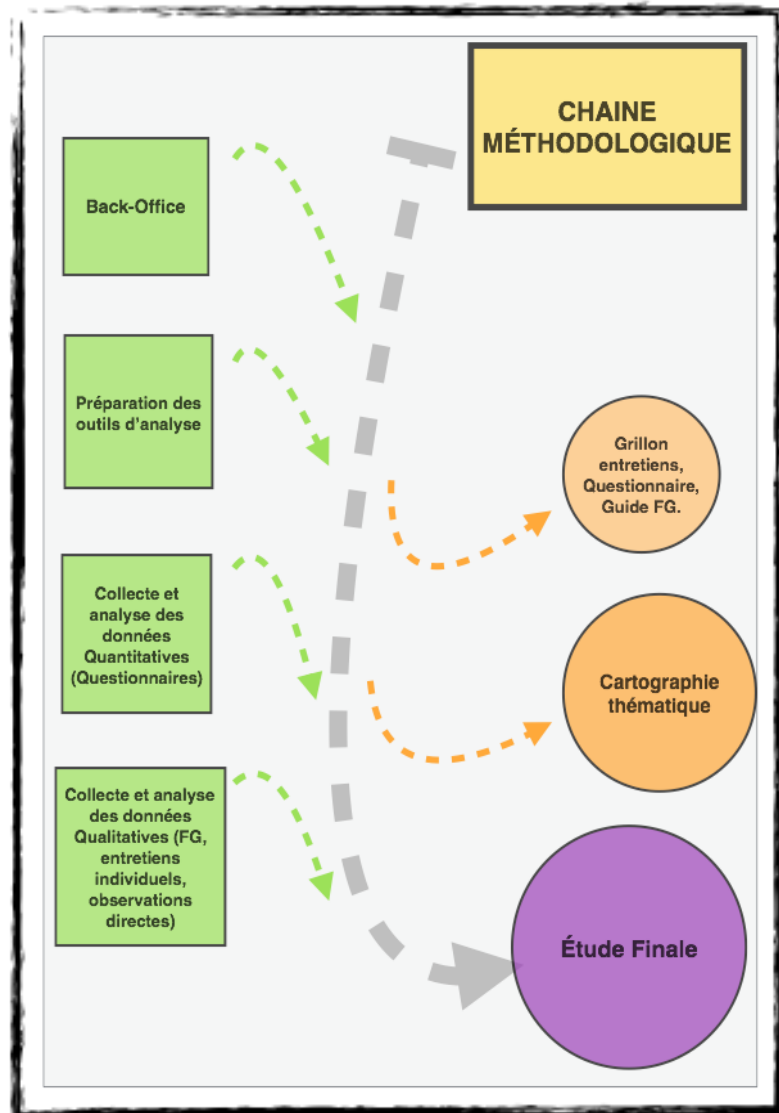 CHAINE
MÉTHODOLOGIQUE
Back-Office
Préparation des
outils d'analyse
Grillon
entretiens,
Questionnaire,
Guide FG.
Collecte et
analyse des
données
Quantitatives
(Questionnaires)
Cartographie
thématique
Collecte et analyse
des données
Qualitatives (FG,
entretiens
individuels,
observations
directes)
Étude Finale